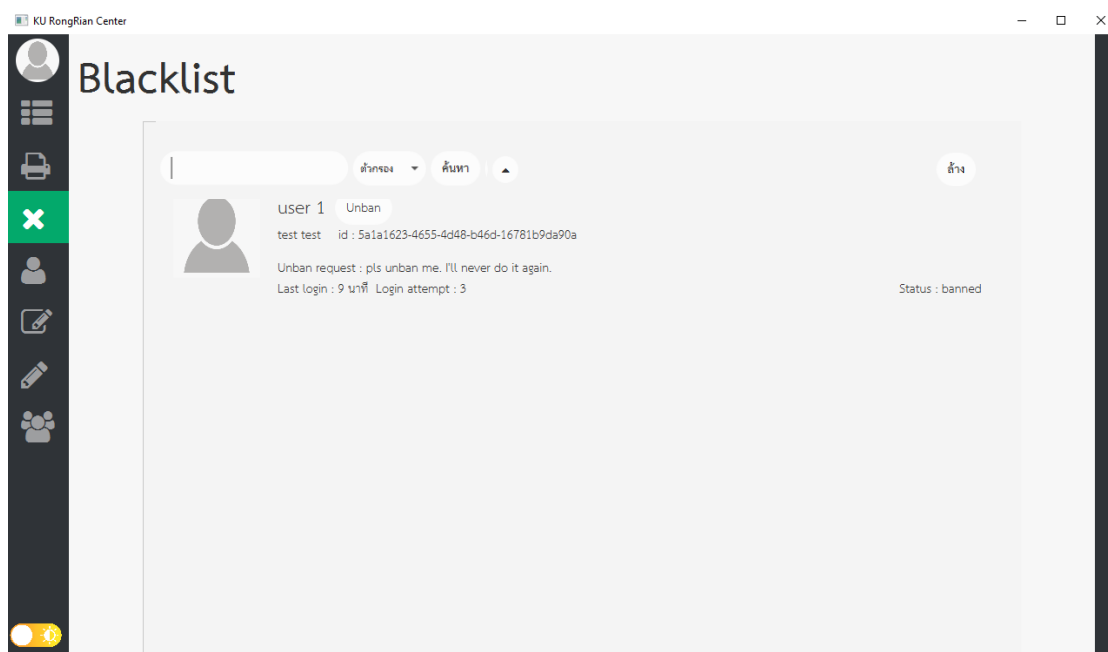 KU RongRian Center
Blacklist
ตัวกรอง ค้นหา ล้าง
user 1 Unban
test test id : 5a1a1623-4655-4d48-b46d-16781b9da90a
Unban request : pls unban me. I'll never do it again.
Last login : 9 นาที Login attempt : 3 Status : banned